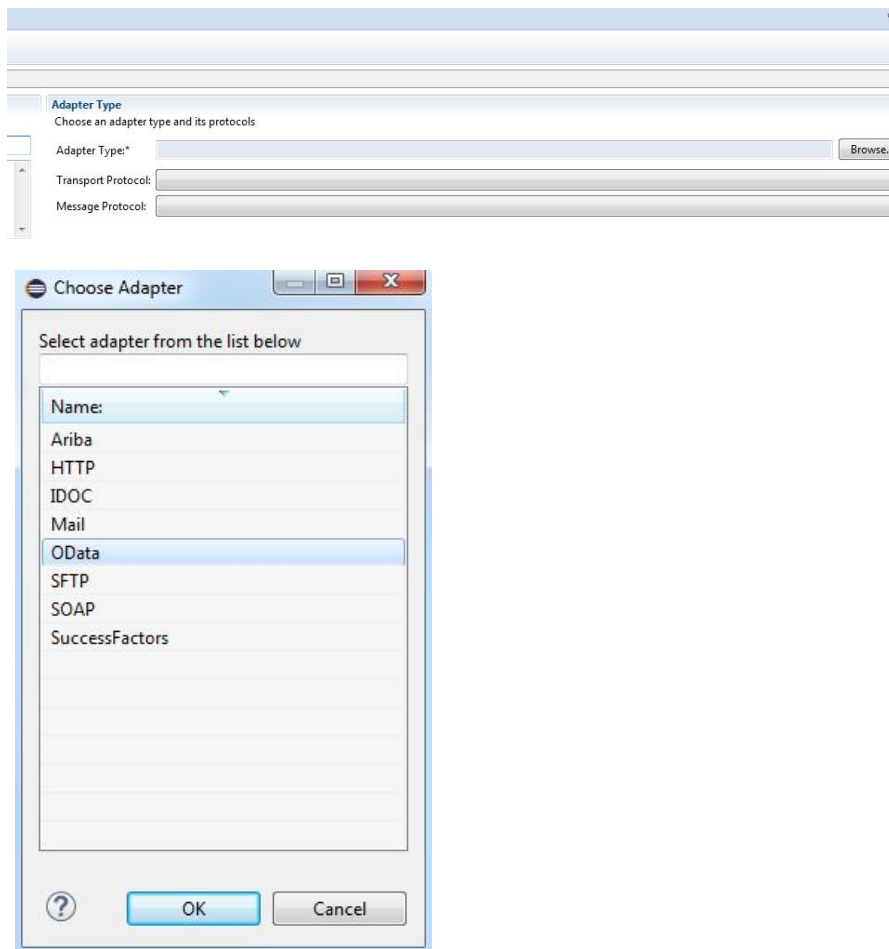 Adapter Type
Choose an adapter type and its protocols
Adapter Type:*
Browse.
Transport Protocol:
Message Protocol:
Choose Adapter
Select adapter from the list below
Name:
Ariba
HTTP
IDOC
Mail
OData
SFTP
SOAP
SuccessFactors
?
OK Cancel